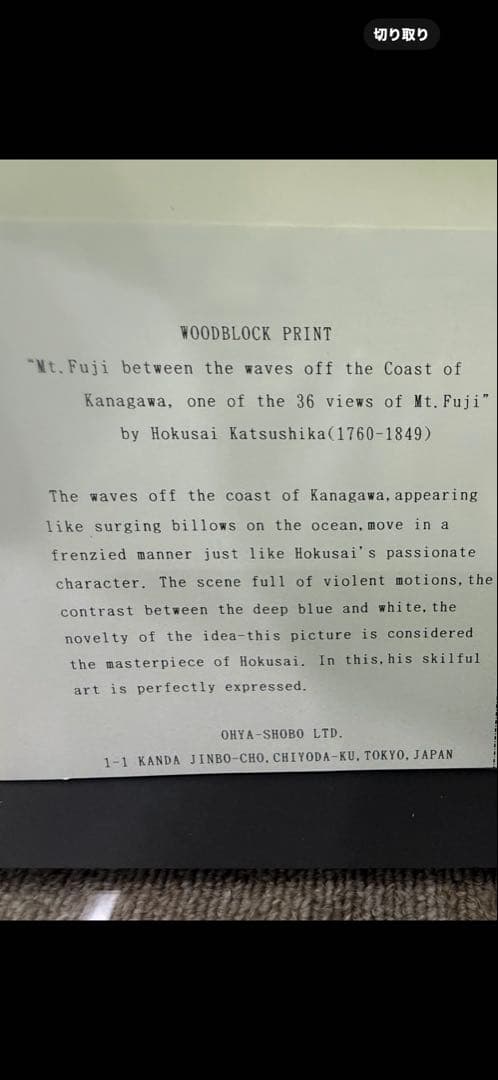 切り取り
WOODBLOCK PRINT
"Mt.Fuji between the waves off the Coast of
Kanagawa, one of the 36 views of Mt.Fuji"
by Hokusai Katsushika(1760-1849)
The waves off the coast of Kanagawa,appearing
like surging billows on the ocean,move in a
frenzied manner just like Hokusai's passionate
character. The scene full of violent motions,the
contrast between the deep blue and white,the
novelty of the idea-this picture is considered
the masterpiece of Hokusai. In this,his skilful
art is perfectly expressed.
OHYA-SHOBO LTD.
1-1 KANDA JINBO-CHO,CHIYODA-KU,TOKYO,JAPAN